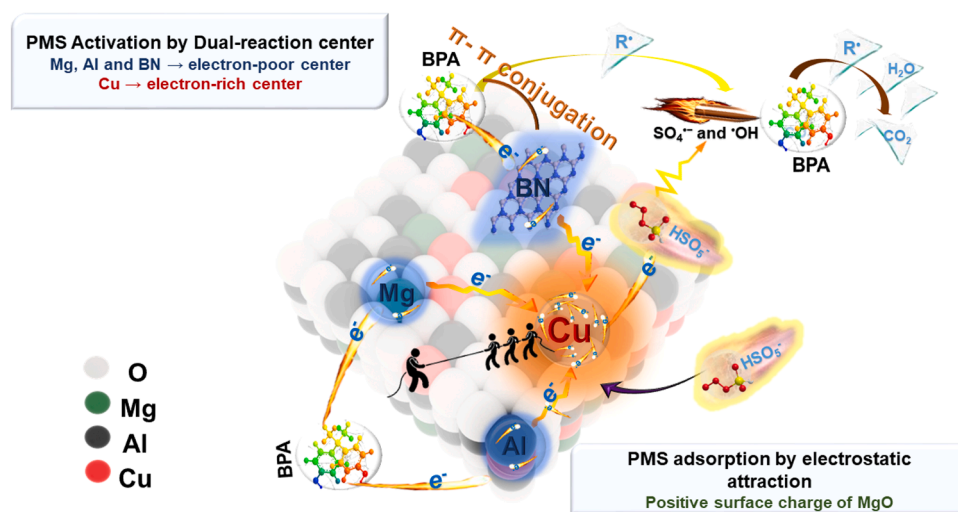 PMS Activation by Dual-reaction center
Mg, Al and BN → electron-poor center
Cu → electron-rich center
BPA
π- π conjugation
R•
R•
H₂O
CO₂
SO₄•− and •OH
BPA
e-
BN
e-
HSO₅-
e-
Mg
e-
Cu
e-
HSO₅-
e-
Al
O
Mg
Al
Cu
BPA
e-
PMS adsorption by electrostatic
attraction
Positive surface charge of MgO